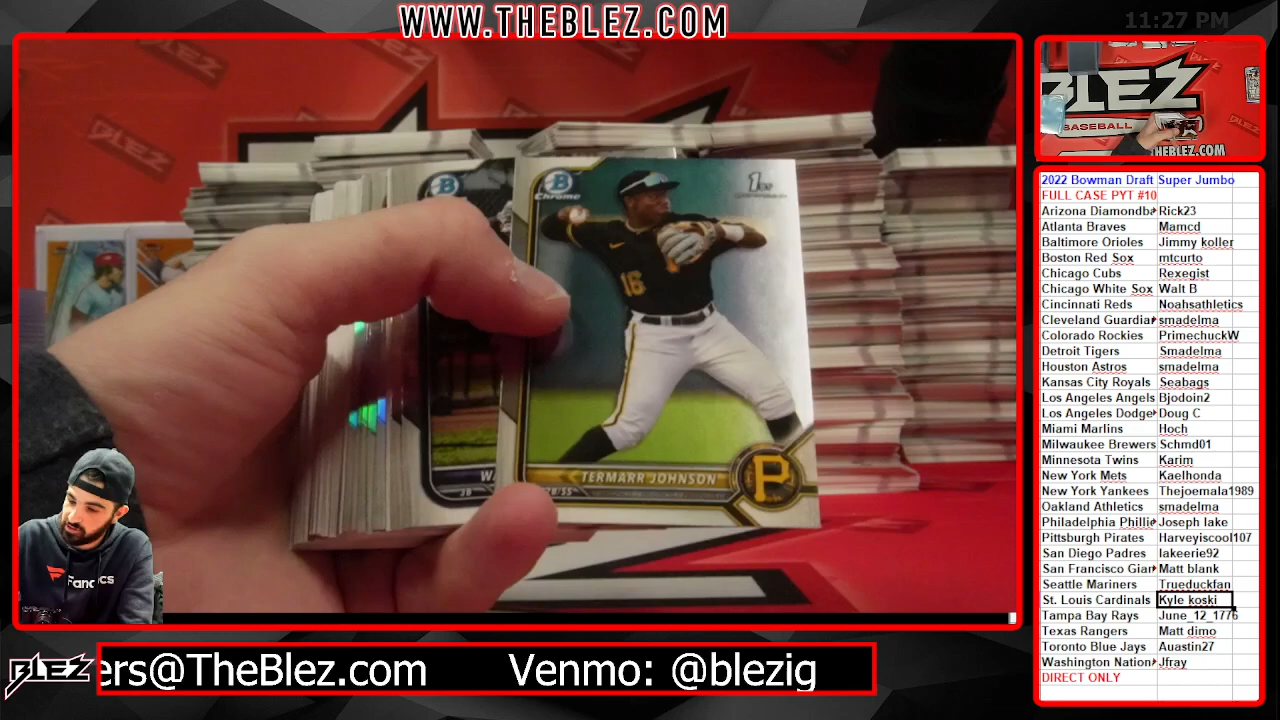 WWW.THEBLEZ.COM
11:27 PM
BLEZ
BASEBALL
THEBLEZ.COM
BLEZ
Chrome
1ST
16
TERMARR JOHNSON
P
Fanatics
2022 Bowman Draft Super Jumbo
FULL CASE PYT #10
Arizona Diamondba Rick23
Atlanta Braves Mamcd
Baltimore Orioles Jimmy koller
Boston Red Sox mtcurto
Chicago Cubs Rexegist
Chicago White Sox Walt B
Cincinnati Reds Noahsathletics
Cleveland Guardia smadelma
Colorado Rockies PrimechuckW
Detroit Tigers Smadelma
Houston Astros smadelma
Kansas City Royals Seabags
Los Angeles Angels Bjodoin2
Los Angeles Dodge Doug C
Miami Marlins Hoch
Milwaukee Brewers Schmd01
Minnesota Twins Karim
New York Mets Kaelhonda
New York Yankees Thejoemala1989
Oakland Athletics smadelma
Philadelphia Phillie Joseph lake
Pittsburgh Pirates Harveyiscool107
San Diego Padres lakeerie92
San Francisco Giar Matt blank
Seattle Mariners Trueduckfan
St. Louis Cardinals Kyle koski
Tampa Bay Rays June_12_1776
Texas Rangers Matt dimo
Toronto Blue Jays Auastin27
Washington Nation Jfray
DIRECT ONLY
BLEZ
ers@TheBlez.com Venmo: @blezig